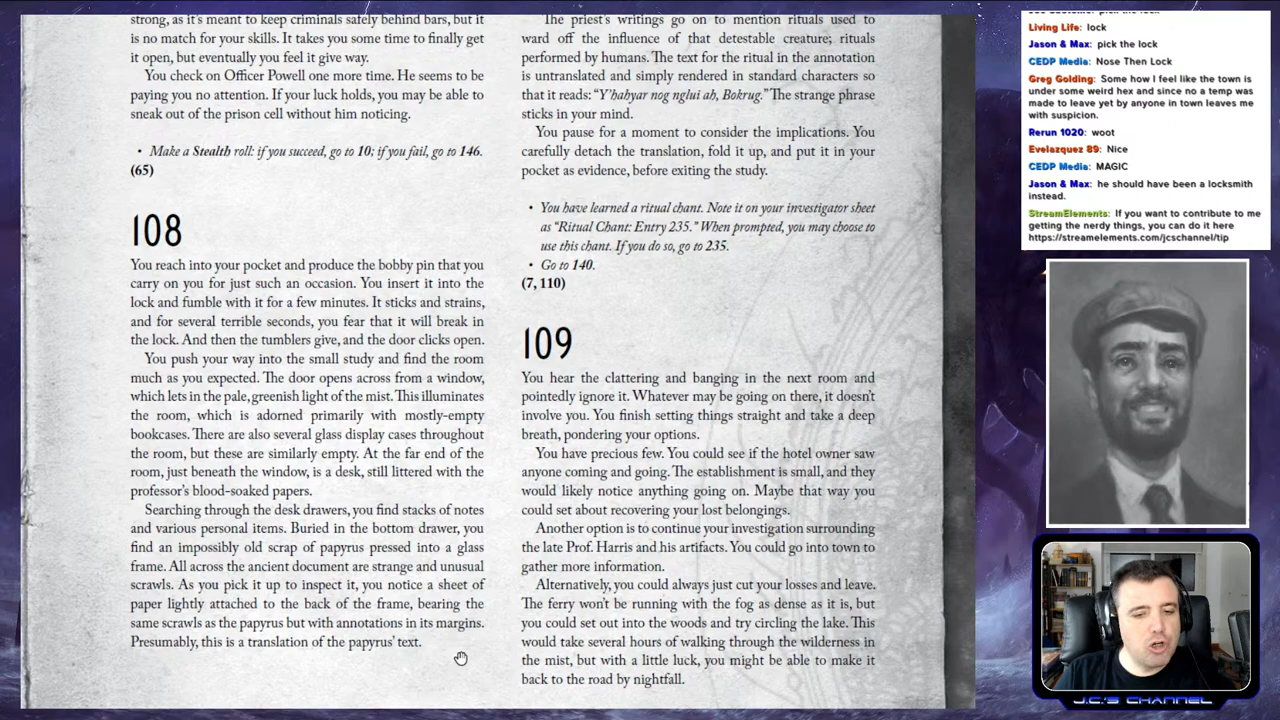 strong, as it's meant to keep criminals safely behind bars, but it
is no match for your skills. It takes a minute to finally get
it open, but eventually you feel it give way.
You check on Officer Powell one more time. He seems to be
paying you no attention. If your luck holds, you may be able to
sneak out of the prison cell without him noticing.
• Make a Stealth roll: if you succeed, go to 10; if you fail, go to 146.
(65)
108
You reach into your pocket and produce the bobby pin that you
carry on you for just such an occasion. You insert it into the
lock and fumble with it for a few minutes. It sticks and strains,
and for several terrible seconds, you fear that it will break in
the lock. And then the tumblers give, and the door clicks open.
You push your way into the small study and find the room
much as you expected. The door opens across from a window,
which lets in the pale, greenish light of the mist. This illuminates
the room, which is adorned primarily with mostly-empty
bookcases. There are also several glass display cases throughout
the room, but these are similarly empty. At the far end of the
room, just beneath the window, is a desk, still littered with the
professor's blood-soaked papers.
Searching through the desk drawers, you find stacks of notes
and various personal items. Buried in the bottom drawer, you
find an impossibly old scrap of papyrus pressed into a glass
frame. All across the ancient document are strange and unusual
scrawls. As you pick it up to inspect it, you notice a sheet of
paper lightly attached to the back of the frame, bearing the
same scrawls as the papyrus but with annotations in its margins.
Presumably, this is a translation of the papyrus' text.
The priest's writings go on to mention rituals used to
ward off the influence of that detestable creature; rituals
performed by humans. The text for the ritual in the annotation
is untranslated and simply rendered in standard characters so
that it reads: “Y'hahyur nog nglui ah, Bokrug.” The strange phrase
sticks in your mind.
You pause for a moment to consider the implications. You
carefully detach the translation, fold it up, and put it in your
pocket as evidence, before exiting the study.
• You have learned a ritual chant. Note it on your investigator sheet
as “Ritual Chant: Entry 235.” When prompted, you may choose to
use this chant. If you do so, go to 235.
• Go to 140.
(7, 110)
109
You hear the clattering and banging in the next room and
pointedly ignore it. Whatever may be going on there, it doesn't
involve you. You finish setting things straight and take a deep
breath, pondering your options.
You have precious few. You could see if the hotel owner saw
anyone coming and going. The establishment is small, and they
would likely notice anything going on. Maybe that way you
could set about recovering your lost belongings.
Another option is to continue your investigation surrounding
the late Prof. Harris and his artifacts. You could go into town to
gather more information.
Alternatively, you could always just cut your losses and leave.
The ferry won't be running with the fog as dense as it is, but
you could set out into the woods and try circling the lake. This
would take several hours of walking through the wilderness in
the mist, but with a little luck, you might be able to make it
back to the road by nightfall.
Living Life: lock
Jason & Max: pick the lock
CEDP Media: Nose Then Lock
Greg Golding: Some how I feel like the town is
under some weird hex and since no a temp was
made to leave yet by anyone in town leaves me
with suspicion.
Rerun 1020: woot
Evelazquez 89: Nice
CEDP Media: MAGIC
Jason & Max: he should have been a locksmith
instead.
StreamElements: If you want to contribute to me
getting the nerdy things, you can do it here
https://streamelements.com/jcschannel/tip
J.C.'S CHANNEL